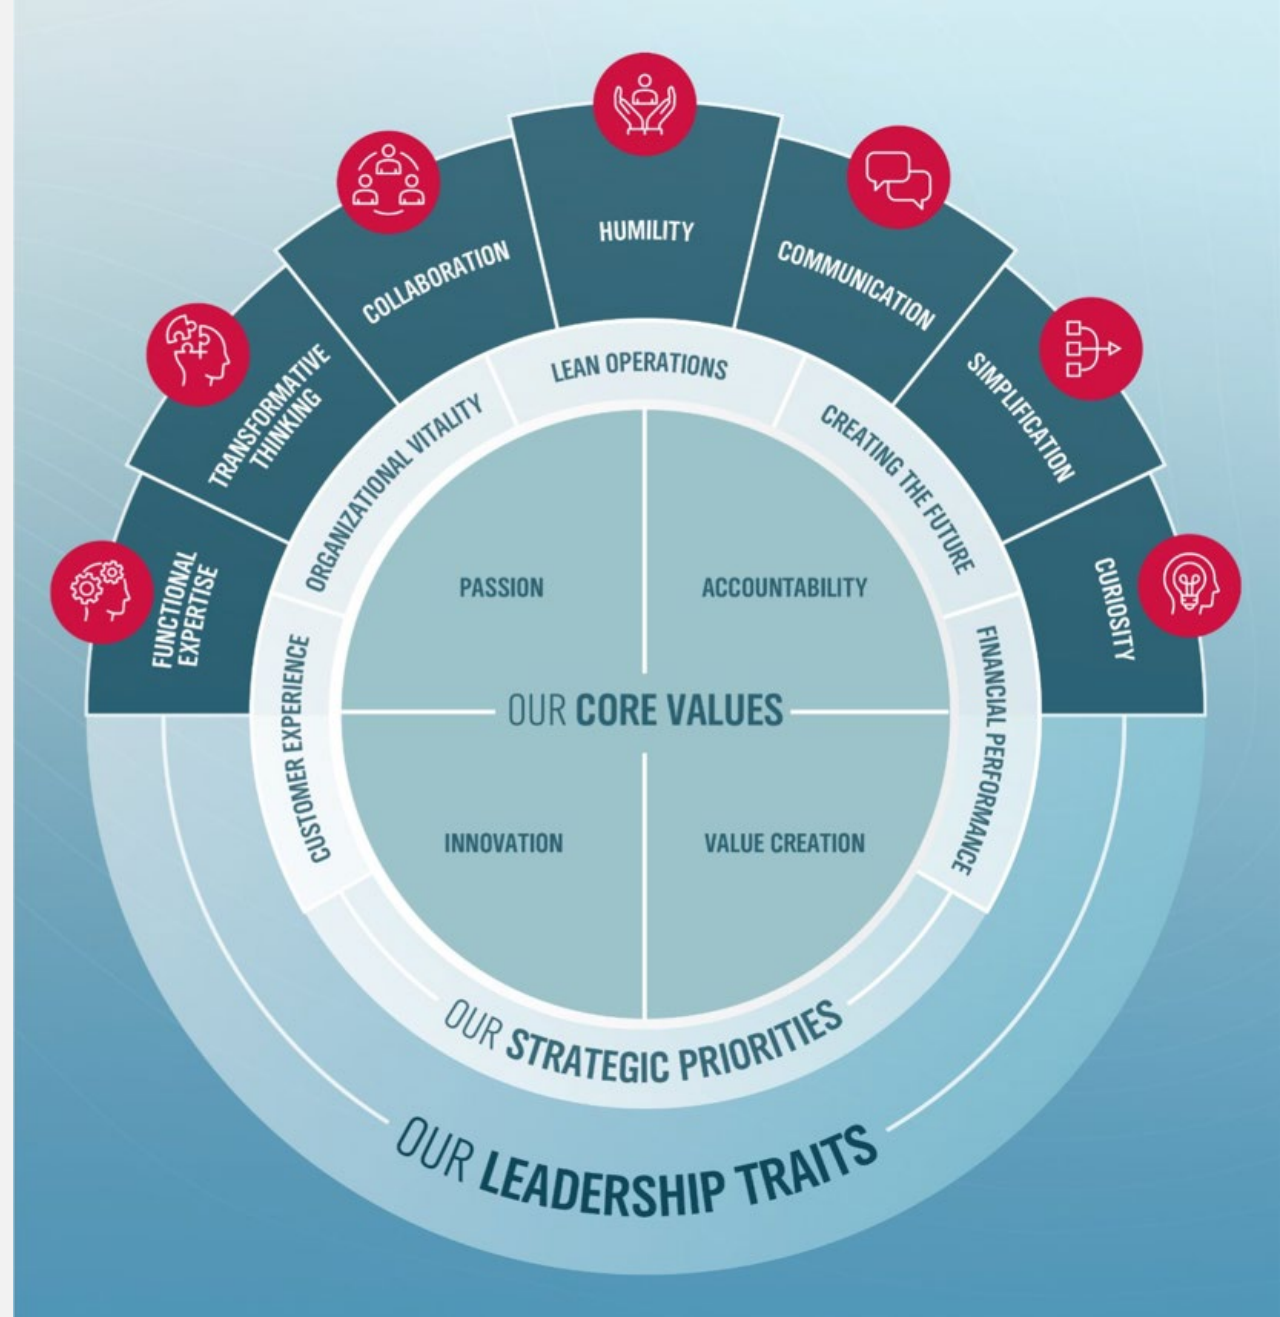 HUMILITY
COLLABORATION
COMMUNICATION
TRANSFORMATIVE
THINKING
SIMPLIFICATION
FUNCTIONAL
EXPERTISE
CURIOSITY
LEAN OPERATIONS
ORGANIZATIONAL VITALITY
CREATING THE FUTURE
CUSTOMER EXPERIENCE
FINANCIAL PERFORMANCE
PASSION
ACCOUNTABILITY
OUR CORE VALUES
INNOVATION
VALUE CREATION
OUR STRATEGIC PRIORITIES
OUR LEADERSHIP TRAITS